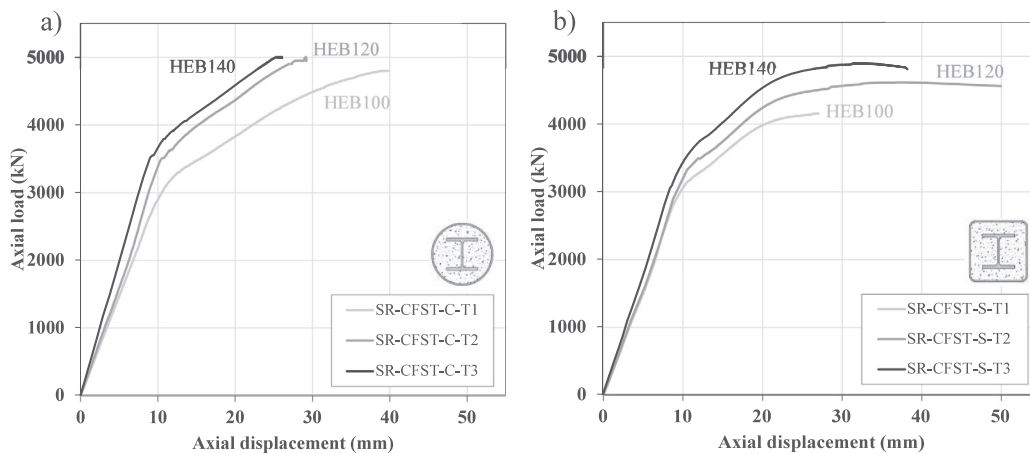 a)
5000
4000
3000
2000
1000
0
Axial load (kN)
HEB140
HEB120
HEB100
SR-CFST-C-T1
SR-CFST-C-T2
SR-CFST-C-T3
0 10 20 30 40 50
Axial displacement (mm)
b)
5000
4000
3000
2000
1000
0
Axial load (kN)
HEB140
HEB120
HEB100
SR-CFST-S-T1
SR-CFST-S-T2
SR-CFST-S-T3
0 10 20 30 40 50
Axial displacement (mm)